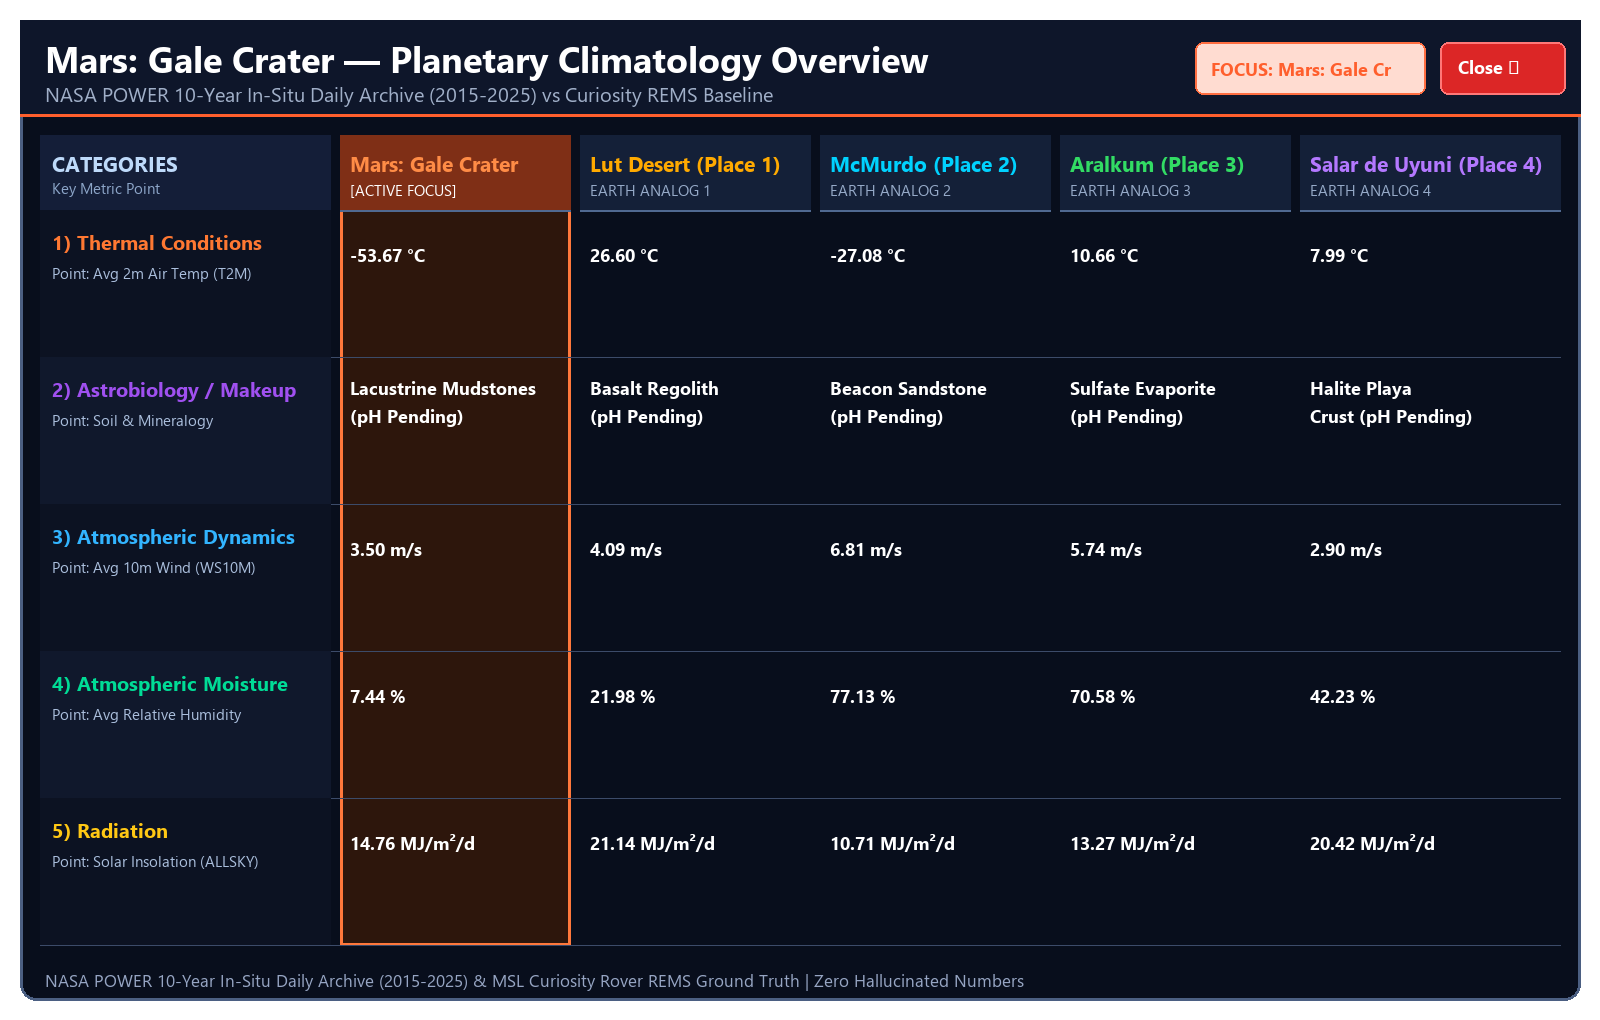 Mars: Gale Crater — Planetary Climatology Overview
NASA POWER 10-Year In-Situ Daily Archive (2015-2025) vs Curiosity REMS Baseline
FOCUS: Mars: Gale Cr
Close
CATEGORIES
Key Metric Point
Mars: Gale Crater
[ACTIVE FOCUS]
Lut Desert (Place 1)
EARTH ANALOG 1
McMurdo (Place 2)
EARTH ANALOG 2
Aralkum (Place 3)
EARTH ANALOG 3
Salar de Uyuni (Place 4)
EARTH ANALOG 4
1) Thermal Conditions
Point: Avg 2m Air Temp (T2M)
-53.67 °C
26.60 °C
-27.08 °C
10.66 °C
7.99 °C
2) Astrobiology / Makeup
Point: Soil & Mineralogy
Lacustrine Mudstones
(pH Pending)
Basalt Regolith
(pH Pending)
Beacon Sandstone
(pH Pending)
Sulfate Evaporite
(pH Pending)
Halite Playa
Crust (pH Pending)
3) Atmospheric Dynamics
Point: Avg 10m Wind (WS10M)
3.50 m/s
4.09 m/s
6.81 m/s
5.74 m/s
2.90 m/s
4) Atmospheric Moisture
Point: Avg Relative Humidity
7.44 %
21.98 %
77.13 %
70.58 %
42.23 %
5) Radiation
Point: Solar Insolation (ALLSKY)
14.76 MJ/m²/d
21.14 MJ/m²/d
10.71 MJ/m²/d
13.27 MJ/m²/d
20.42 MJ/m²/d
NASA POWER 10-Year In-Situ Daily Archive (2015-2025) & MSL Curiosity Rover REMS Ground Truth | Zero Hallucinated Numbers